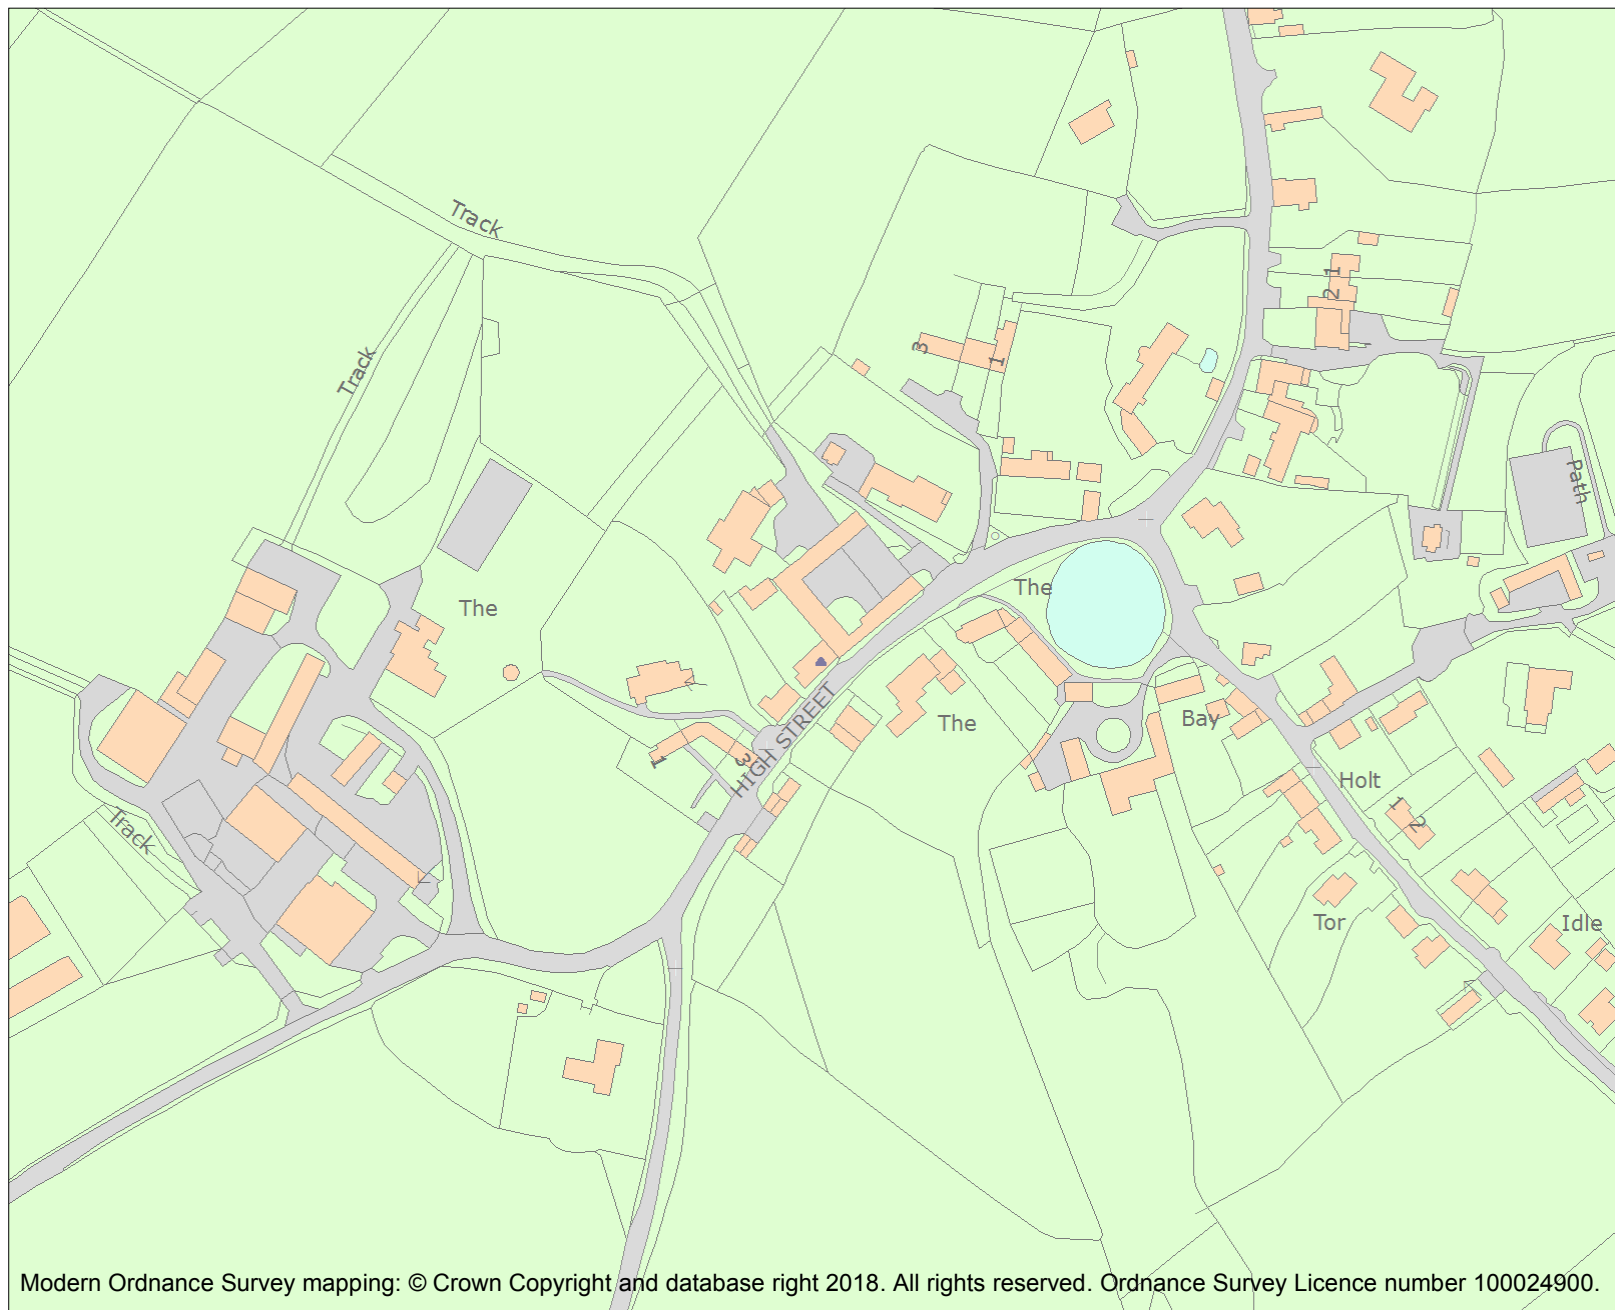 Track
1
2
Track
3
1
Path
The
The
The
Bay
1
3
HIGH STREET
Holt
1
2
Track
Tor
Idle
Modern Ordnance Survey mapping: © Crown Copyright and database right 2018. All rights reserved. Ordnance Survey Licence number 100024900.